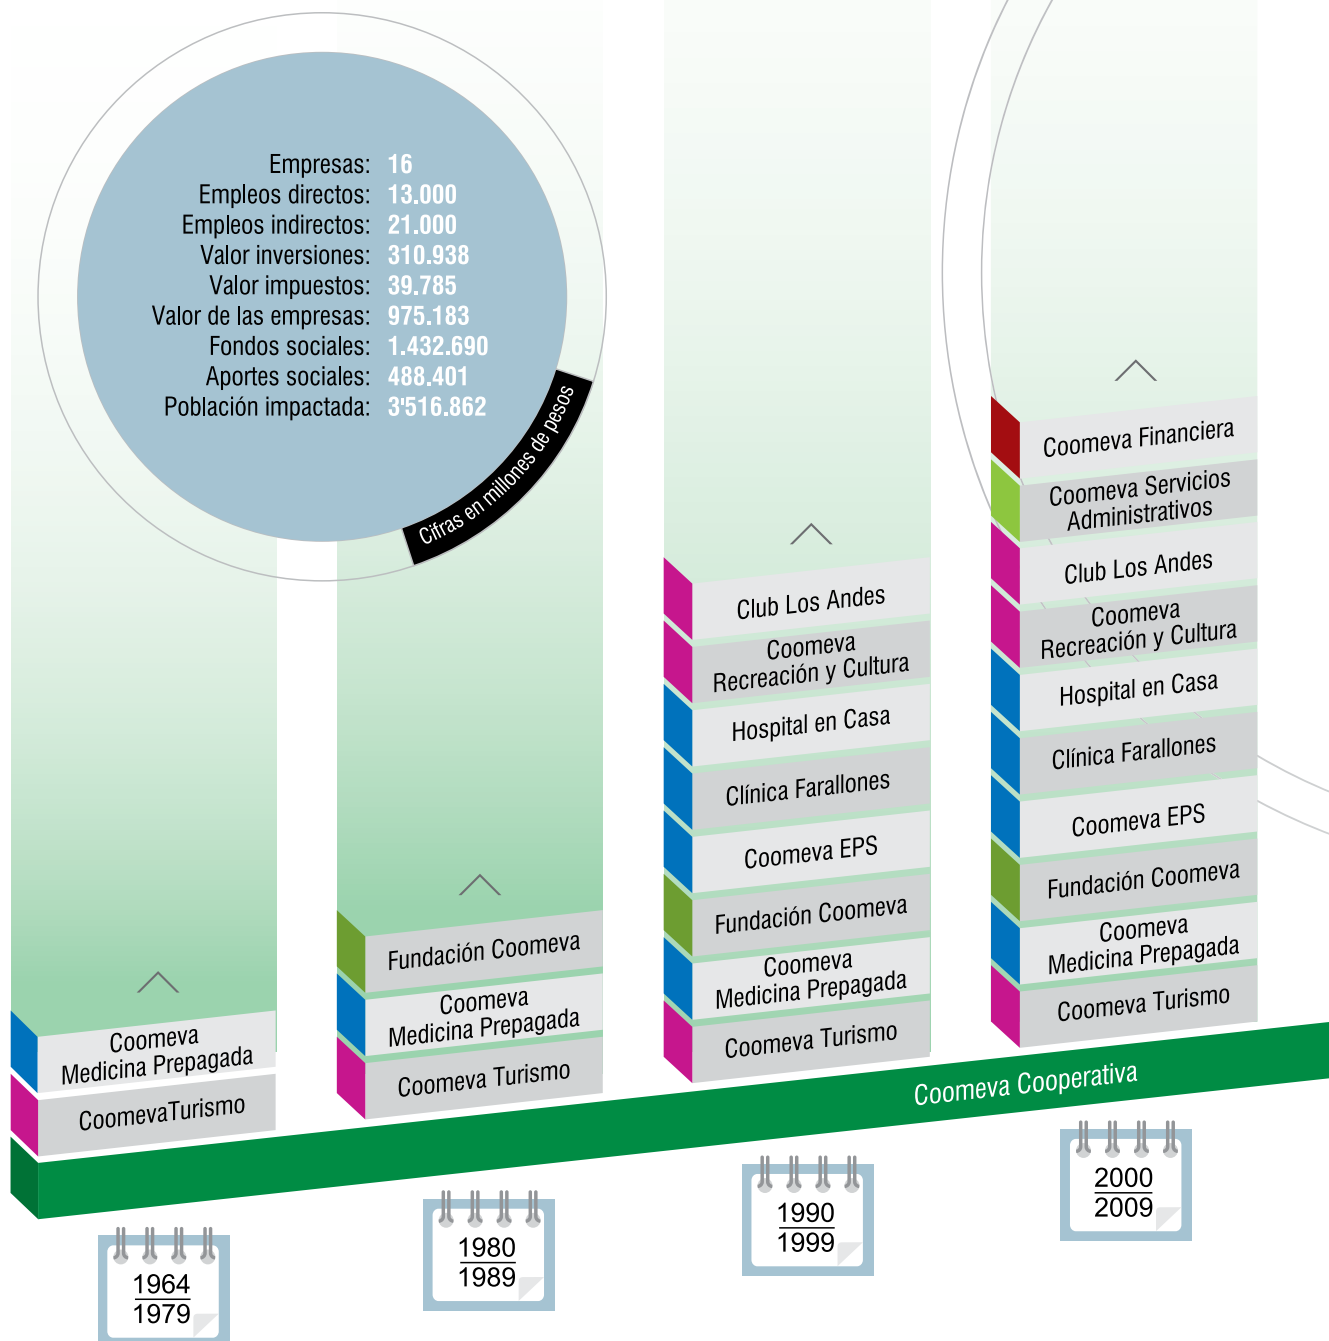 Empresas: 16
Empleos directos: 13.000
Empleos indirectos: 21.000
Valor inversiones: 310.938
Valor impuestos: 39.785
Valor de las empresas: 975.183
Fondos sociales: 1.432.690
Aportes sociales: 488.401
Población impactada: 3'516.862
Cifras en millones de pesos
Coomeva
Medicina Prepagada
CoomevaTurismo
1964
1979
Fundación Coomeva
Coomeva
Medicina Prepagada
Coomeva Turismo
1980
1989
Club Los Andes
Coomeva
Recreación y Cultura
Hospital en Casa
Clínica Farallones
Coomeva EPS
Fundación Coomeva
Coomeva
Medicina Prepagada
Coomeva Turismo
1990
1999
Coomeva Financiera
Coomeva Servicios
Administrativos
Club Los Andes
Coomeva
Recreación y Cultura
Hospital en Casa
Clínica Farallones
Coomeva EPS
Fundación Coomeva
Coomeva
Medicina Prepagada
Coomeva Turismo
2000
2009
Coomeva Cooperativa